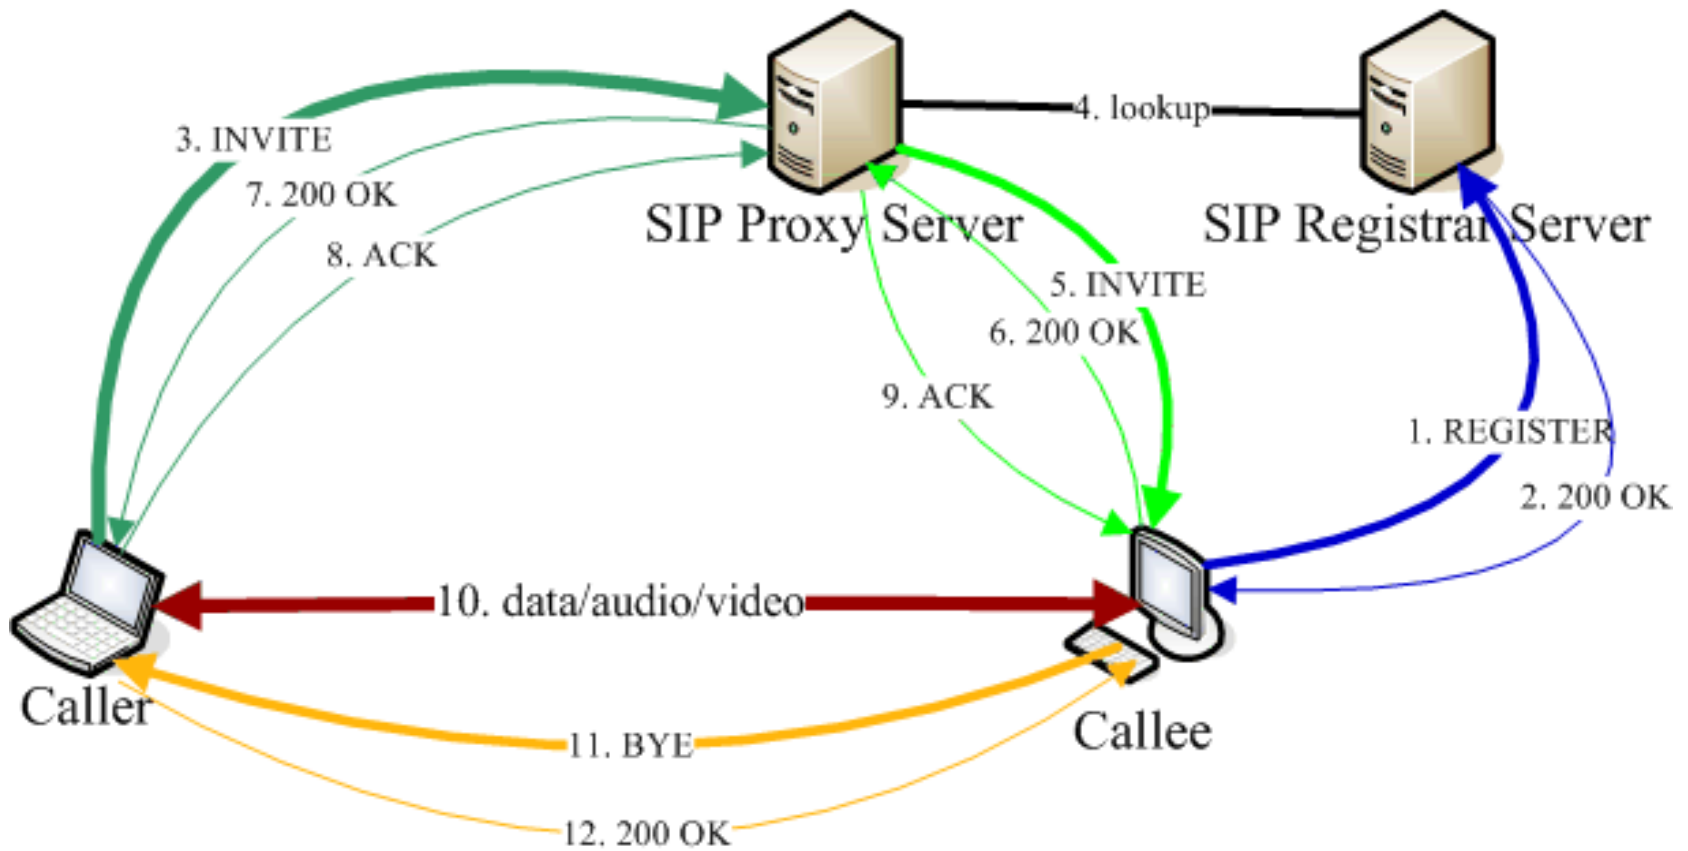 4. lookup
3. INVITE
7. 200 OK
SIP Proxy Server
SIP Registrar Server
8. ACK
5. INVITE
6. 200 OK
9. ACK
1. REGISTER
2. 200 OK
10. data/audio/video
Caller
Callee
11. BYE
12. 200 OK